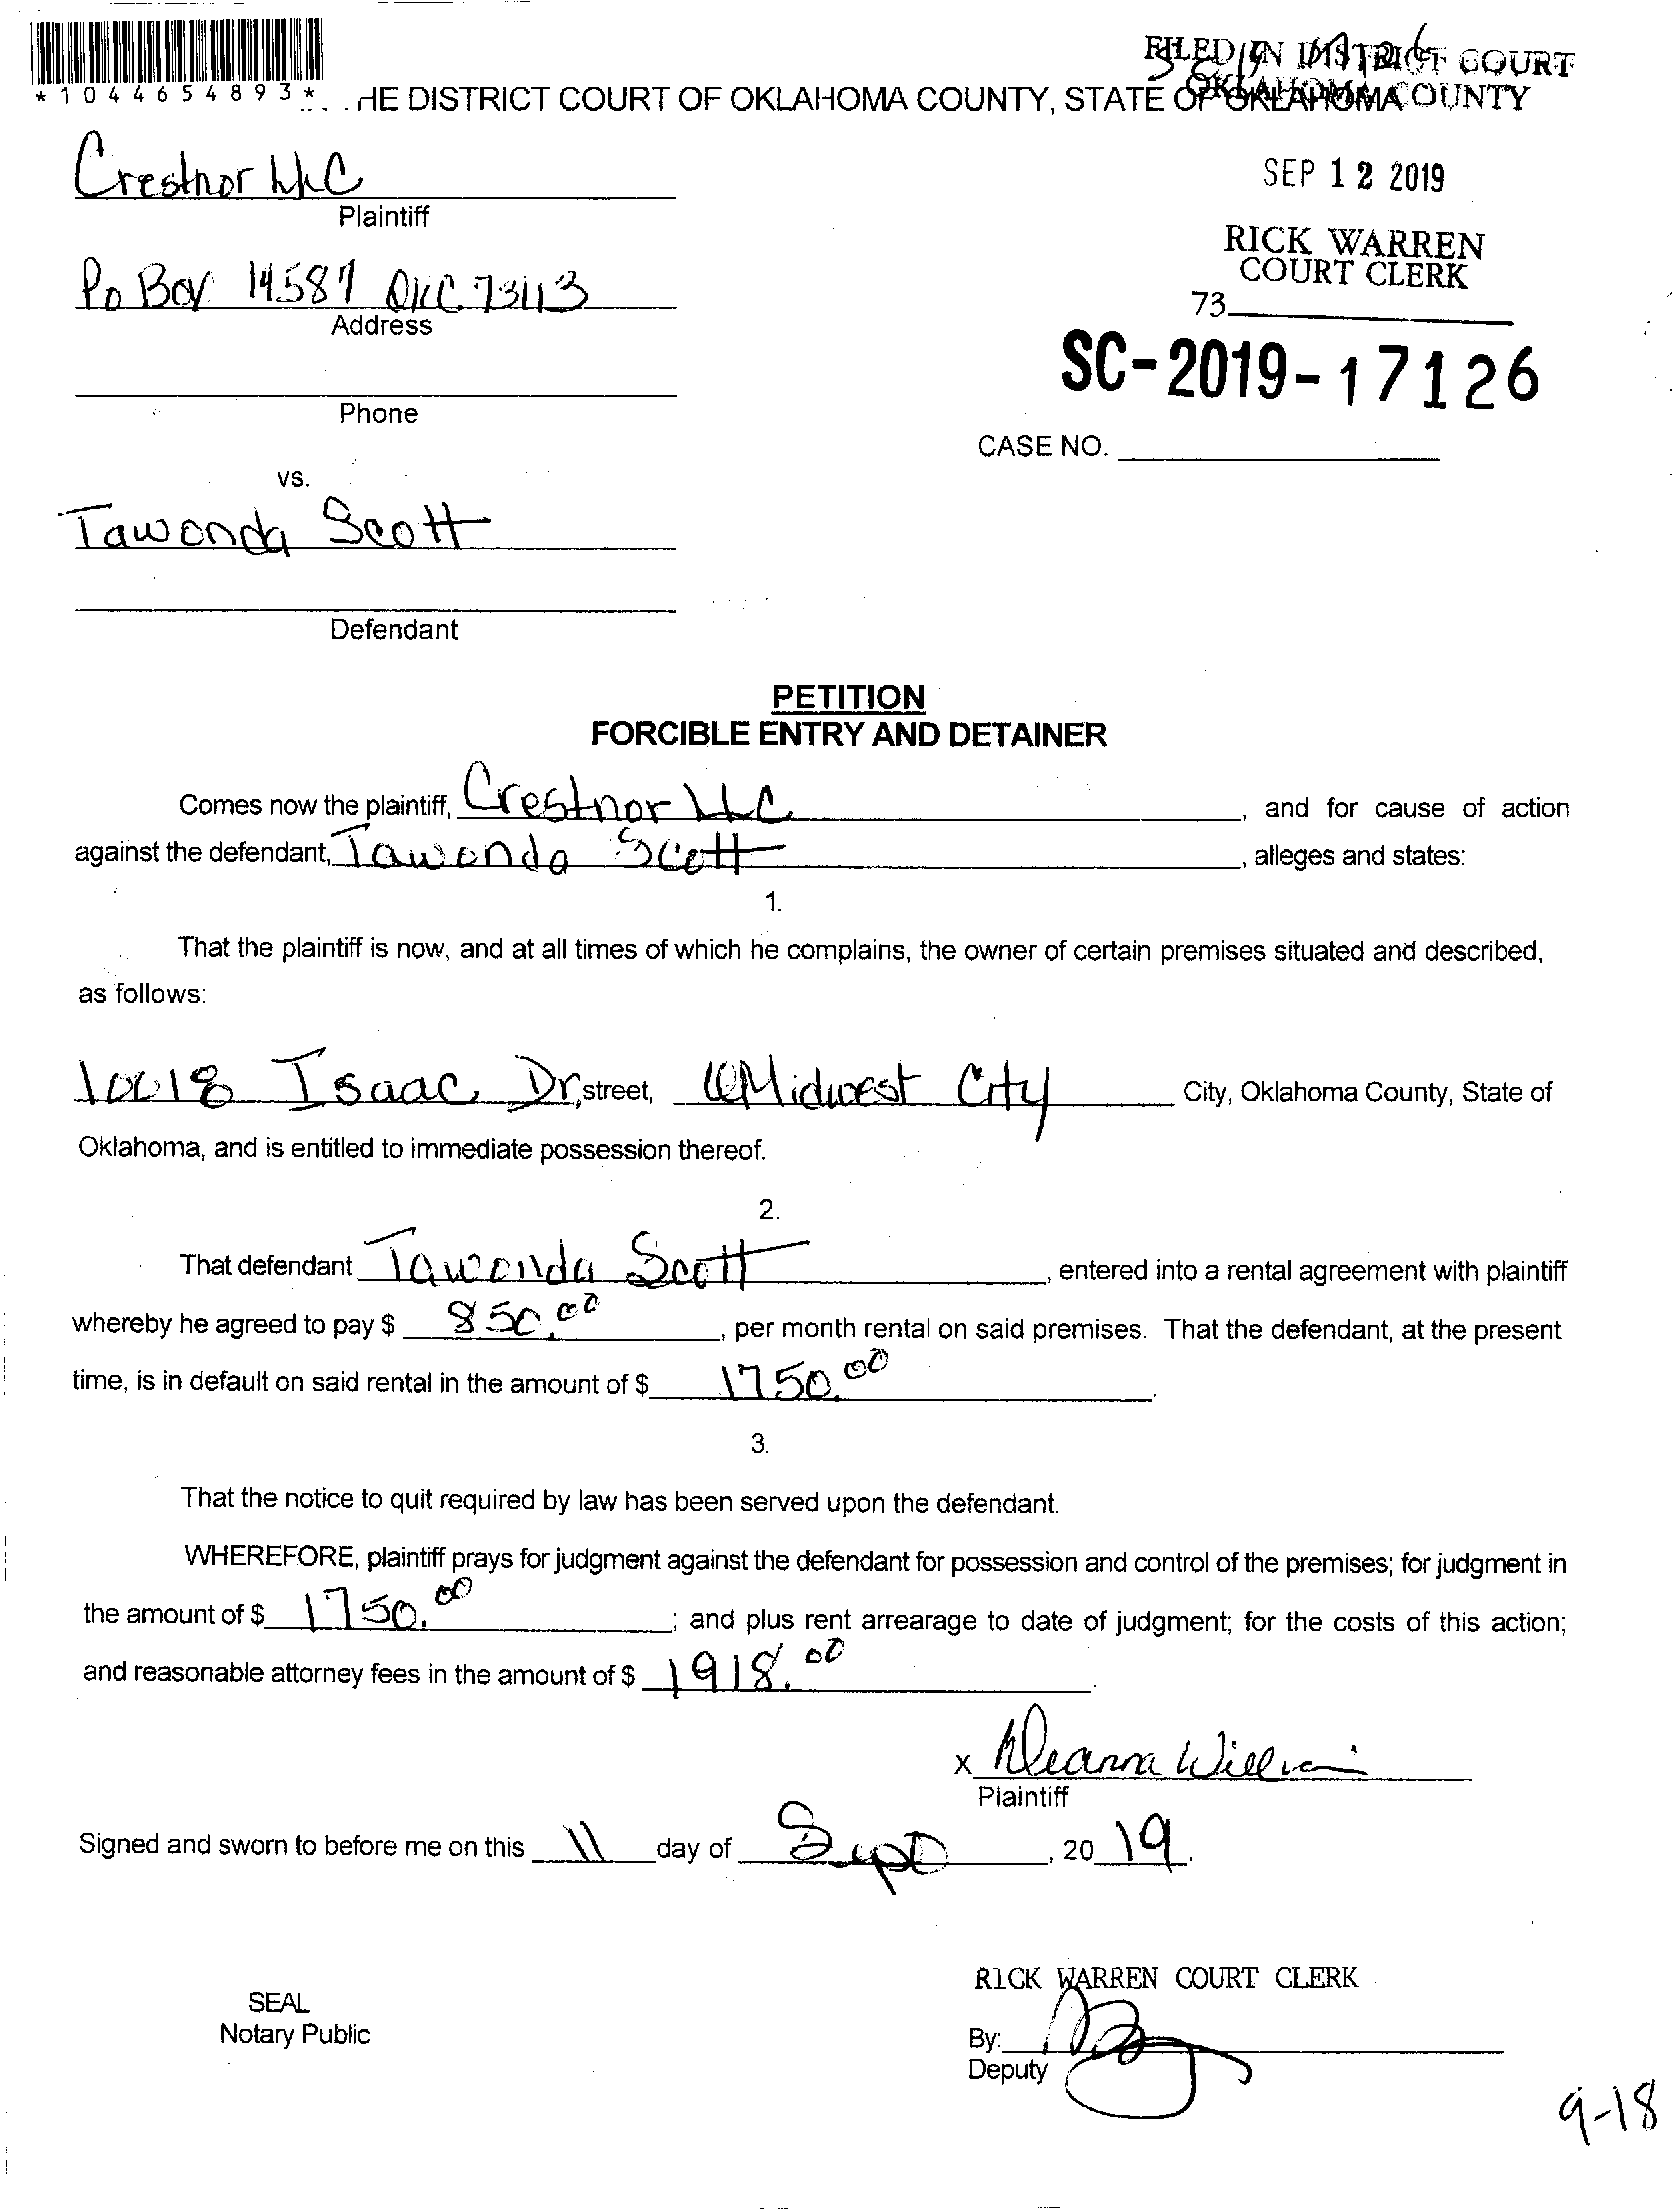 FILED IN DISTRICT COURT
OKLAHOMA COUNTY
*1044654893* HE DISTRICT COURT OF OKLAHOMA COUNTY, STATE OF OKLAHOMA
SEP 12 2019
RICK WARREN
COURT CLERK
73
SC-2019-17126
CASE NO.
Crestnor LLC
Plaintiff
Po Box 14587 OKC 73113
Address
Phone
vs.
Tawonda Scott
Defendant
PETITION
FORCIBLE ENTRY AND DETAINER
Comes now the plaintiff, Crestnor LLC, and for cause of action
against the defendant, Tawonda Scott, alleges and states:
1.
That the plaintiff is now, and at all times of which he complains, the owner of certain premises situated and described,
as follows:
10018 Isaac Dr, street, Midwest City City, Oklahoma County, State of
Oklahoma, and is entitled to immediate possession thereof.
2.
That defendant Tawonda Scott, entered into a rental agreement with plaintiff
whereby he agreed to pay $ 850.00, per month rental on said premises. That the defendant, at the present
time, is in default on said rental in the amount of $ 1750.00.
3.
That the notice to quit required by law has been served upon the defendant.
WHEREFORE, plaintiff prays for judgment against the defendant for possession and control of the premises; for judgment in
the amount of $ 1750.00; and plus rent arrearage to date of judgment; for the costs of this action;
and reasonable attorney fees in the amount of $ 1918.00.
x Deanna William
Plaintiff
Signed and sworn to before me on this 11 day of Sept, 2019.
RICK WARREN COURT CLERK
SEAL
Notary Public
By:
Deputy
9-18